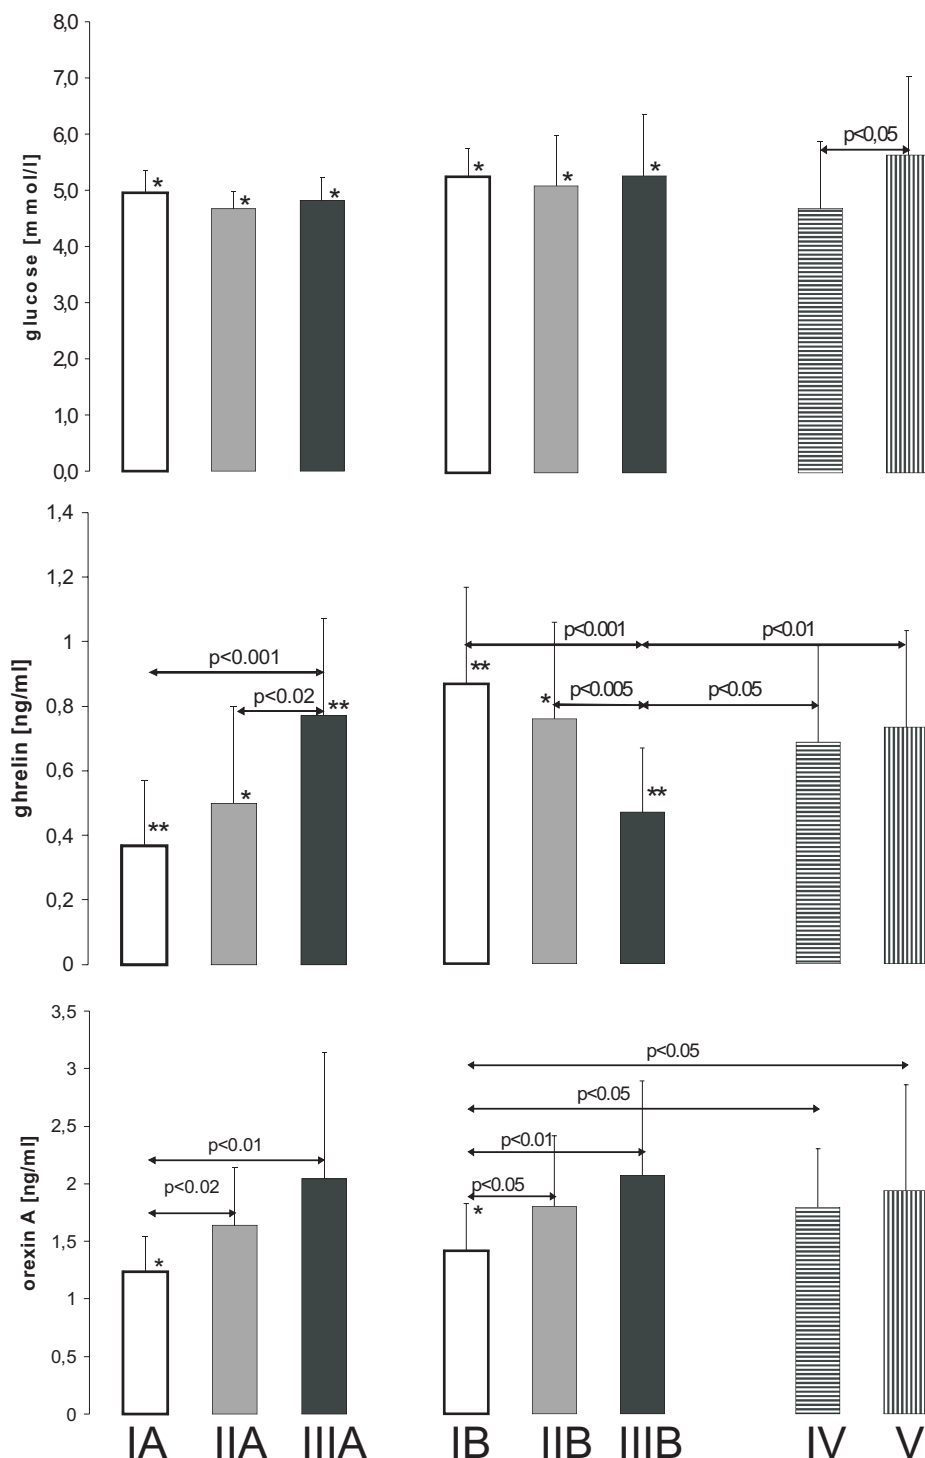 8,0
7,0
6,0
5,0
4,0
3,0
2,0
1,0
0,0
glucose [mmol/l]
* * * * * *
p<0,05
1,4
1,2
1
0,8
0,6
0,4
0,2
0
ghrelin [ng/ml]
p<0.001
p<0.02
**
*
**
p<0.001
p<0.01
**
*
p<0.005
p<0.05
**
3,5
3
2,5
2
1,5
1
0,5
0
orexin A [ng/ml]
p<0.01
p<0.02
*
p<0.05
p<0.05
p<0.01
p<0.05
*
IA IIA IIIA IB IIB IIIB IV V